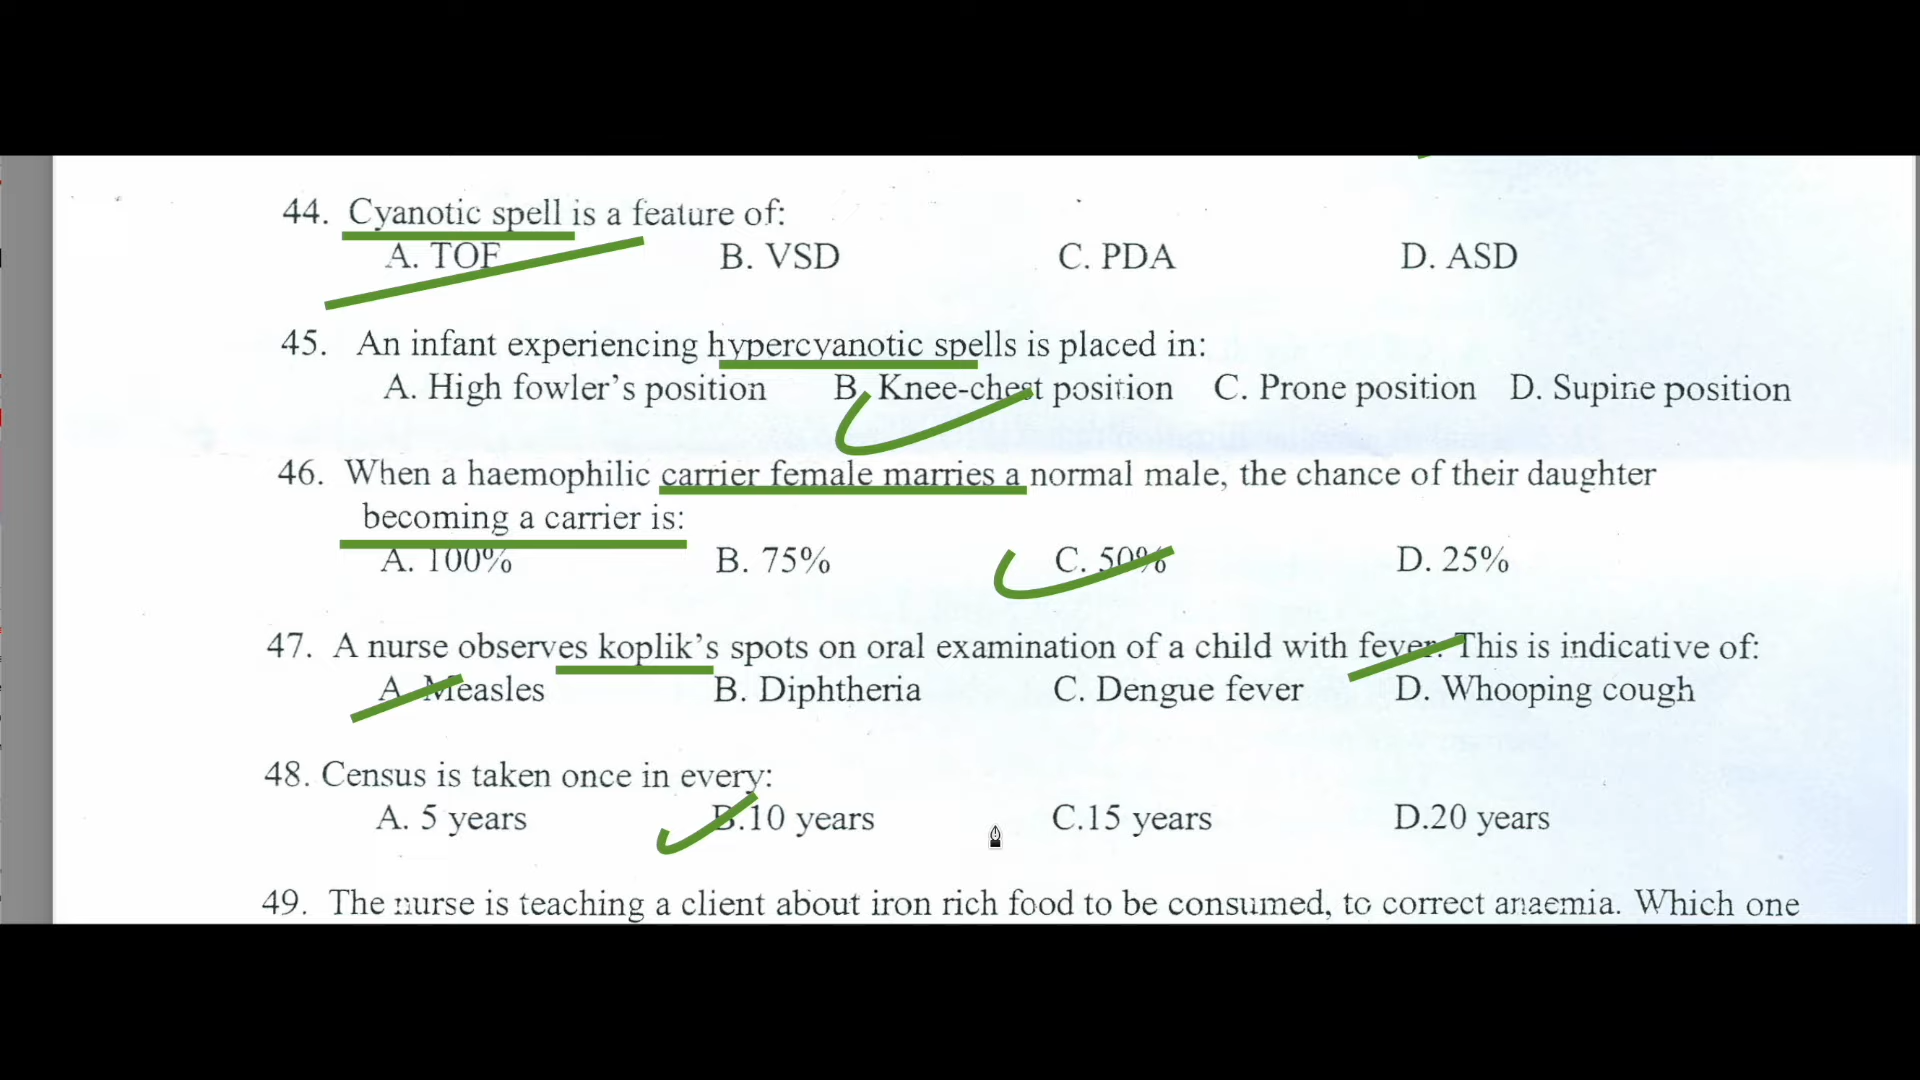 44. Cyanotic spell is a feature of:
A. TOF B. VSD C. PDA D. ASD
45. An infant experiencing hypercyanotic spells is placed in:
A. High fowler's position B. Knee-chest position C. Prone position D. Supine position
46. When a haemophilic carrier female marries a normal male, the chance of their daughter
becoming a carrier is:
A. 100% B. 75% C. 50% D. 25%
47. A nurse observes koplik's spots on oral examination of a child with fever. This is indicative of:
A. Measles B. Diphtheria C. Dengue fever D. Whooping cough
48. Census is taken once in every:
A. 5 years B.10 years C.15 years D.20 years
49. The nurse is teaching a client about iron rich food to be consumed, to correct anaemia. Which one